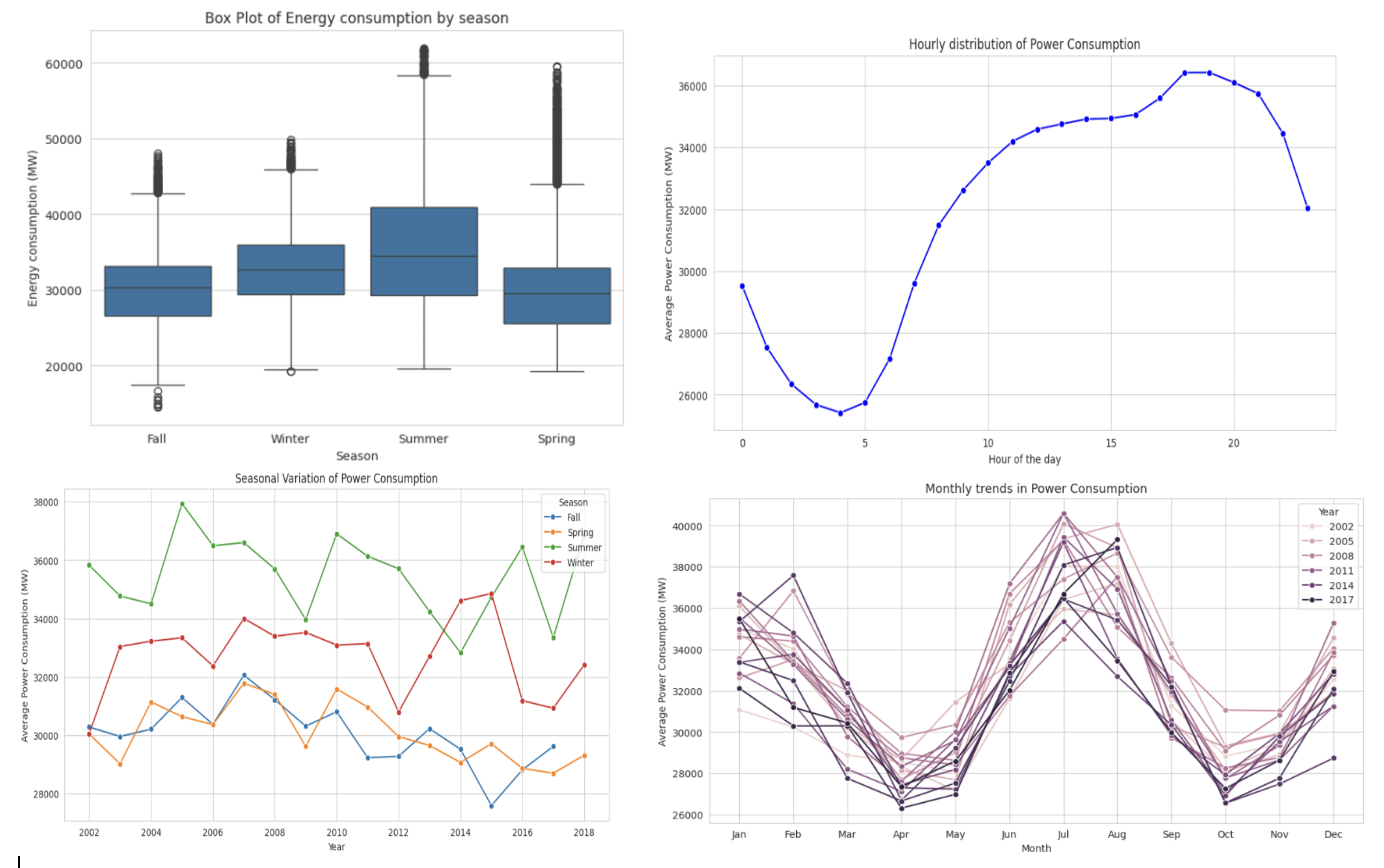 Box Plot of Energy consumption by season
Energy consumption (MW)
60000
50000
40000
30000
20000
Fall Winter Summer Spring
Season
Hourly distribution of Power Consumption
Average Power Consumption (MW)
36000
34000
32000
30000
28000
26000
0 5 10 15 20
Hour of the day
Seasonal Variation of Power Consumption
Average Power Consumption (MW)
38000
36000
34000
32000
30000
28000
Season
Fall
Spring
Summer
Winter
2002 2004 2006 2008 2010 2012 2014 2016 2018
Year
Monthly trends in Power Consumption
Average Power Consumption (MW)
40000
38000
36000
34000
32000
30000
28000
26000
Year
2002
2005
2008
2011
2014
2017
Jan Feb Mar Apr May Jun Jul Aug Sep Oct Nov Dec
Month